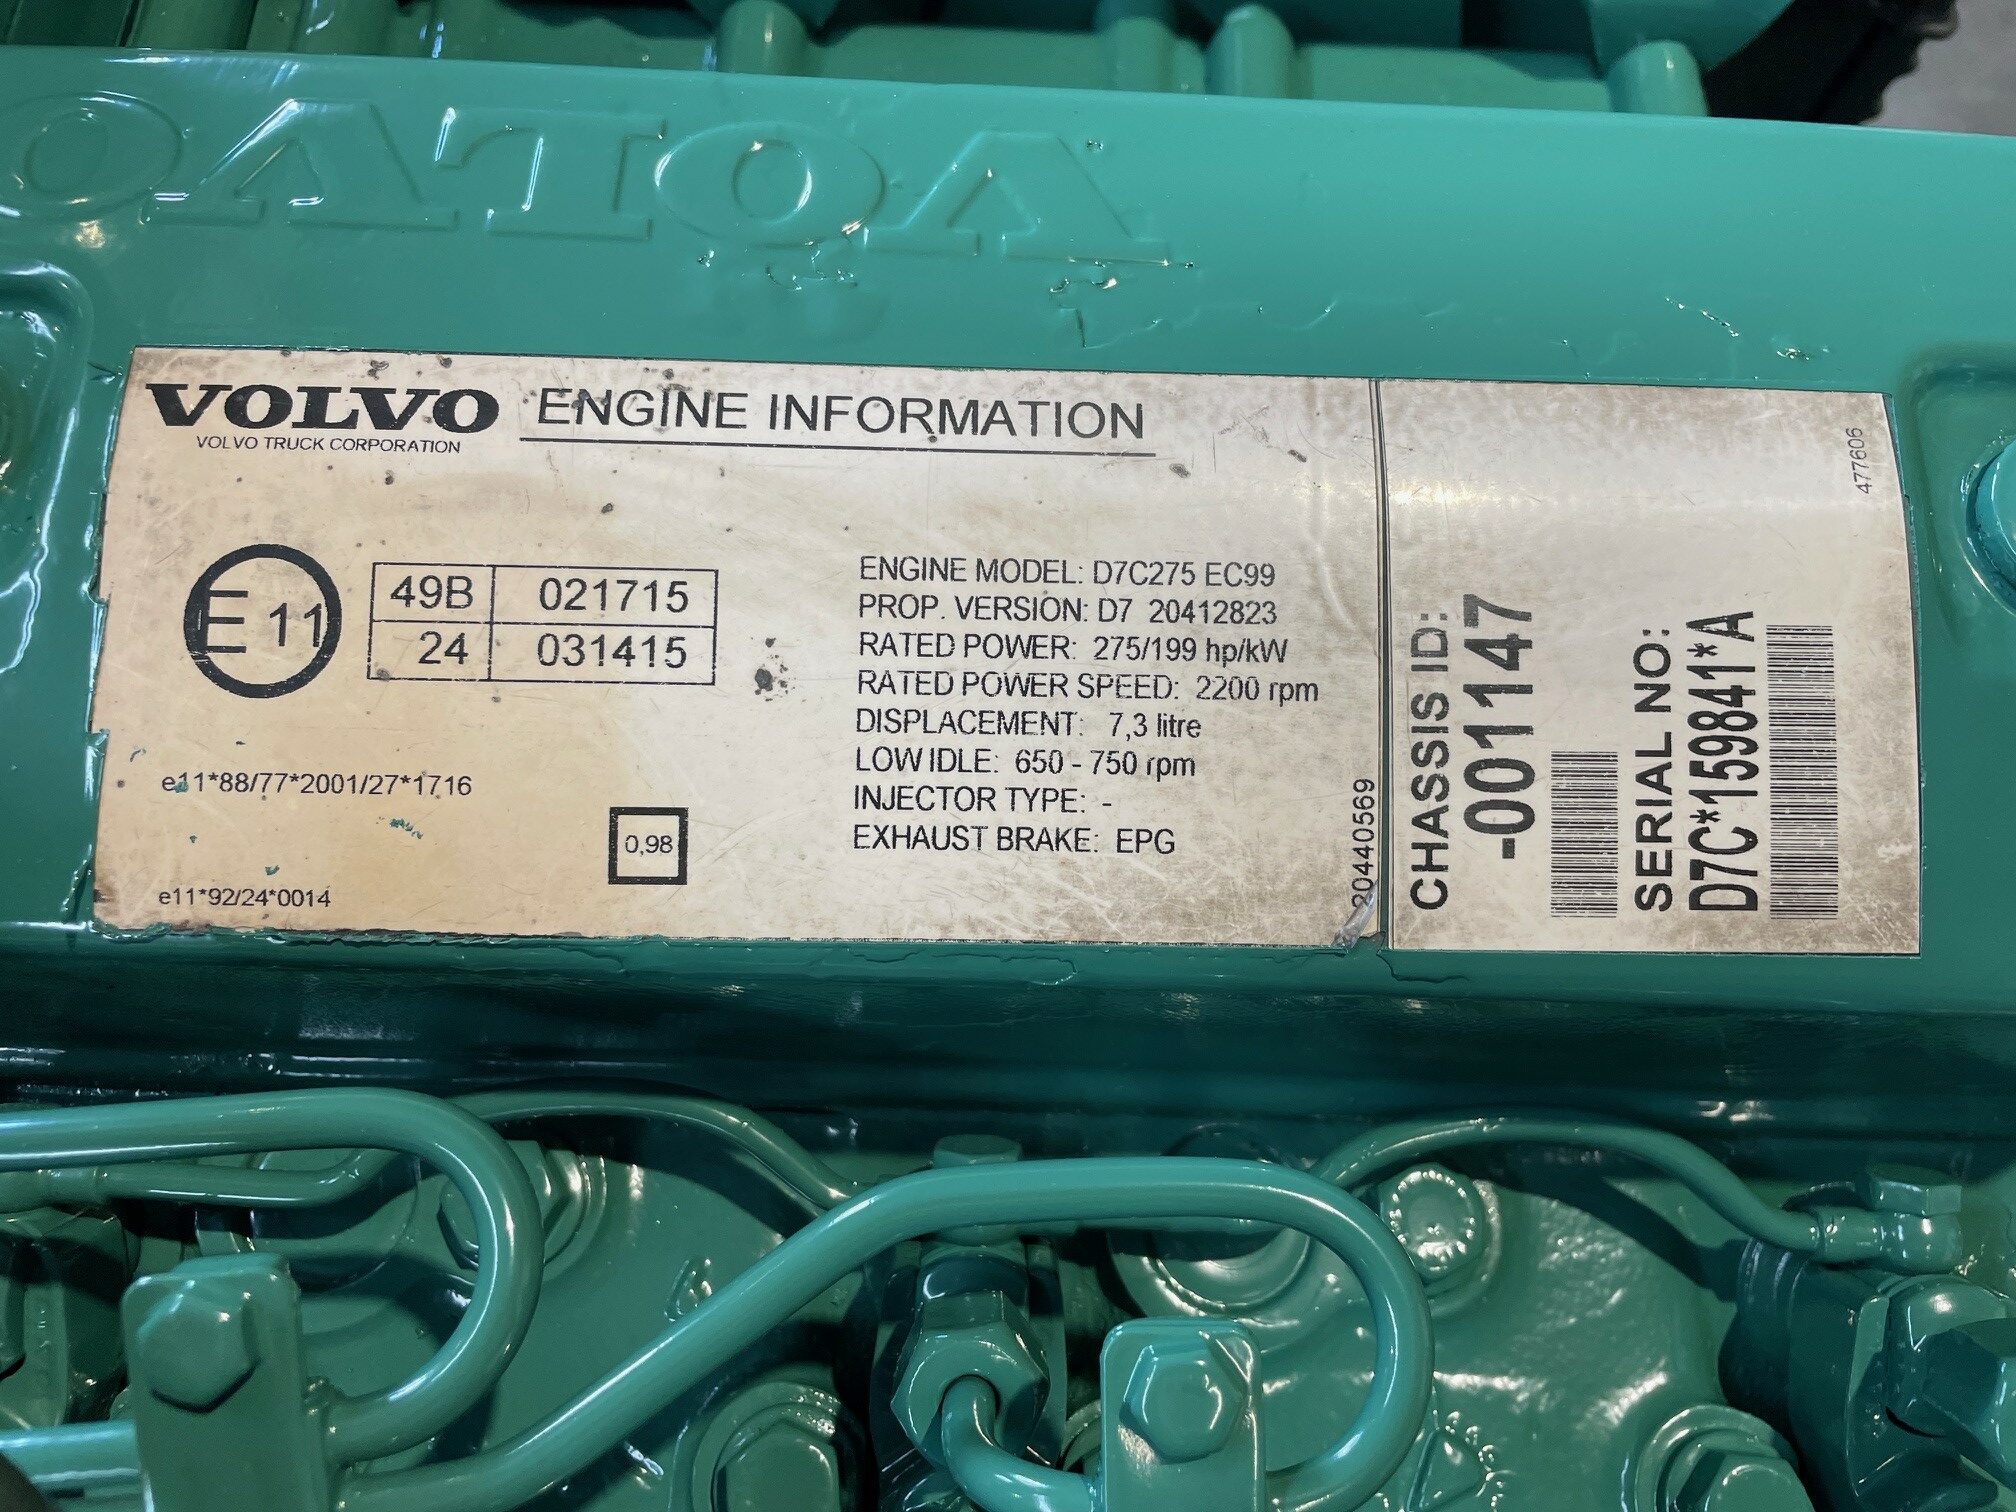 VOLVO
VOLVO
VOLVO TRUCK CORPORATION
ENGINE INFORMATION
E 11
49B 021715
24 031415
e11*88/77*2001/27*1716
0,98
e11*92/24*0014
ENGINE MODEL: D7C275 EC99
PROP. VERSION: D7 20412823
RATED POWER: 275/199 hp/kW
RATED POWER SPEED: 2200 rpm
DISPLACEMENT: 7,3 litre
LOW IDLE: 650 - 750 rpm
INJECTOR TYPE: -
EXHAUST BRAKE: EPG
20440569
CHASSIS ID:
-001147
SERIAL NO:
D7C*159841*A
477606